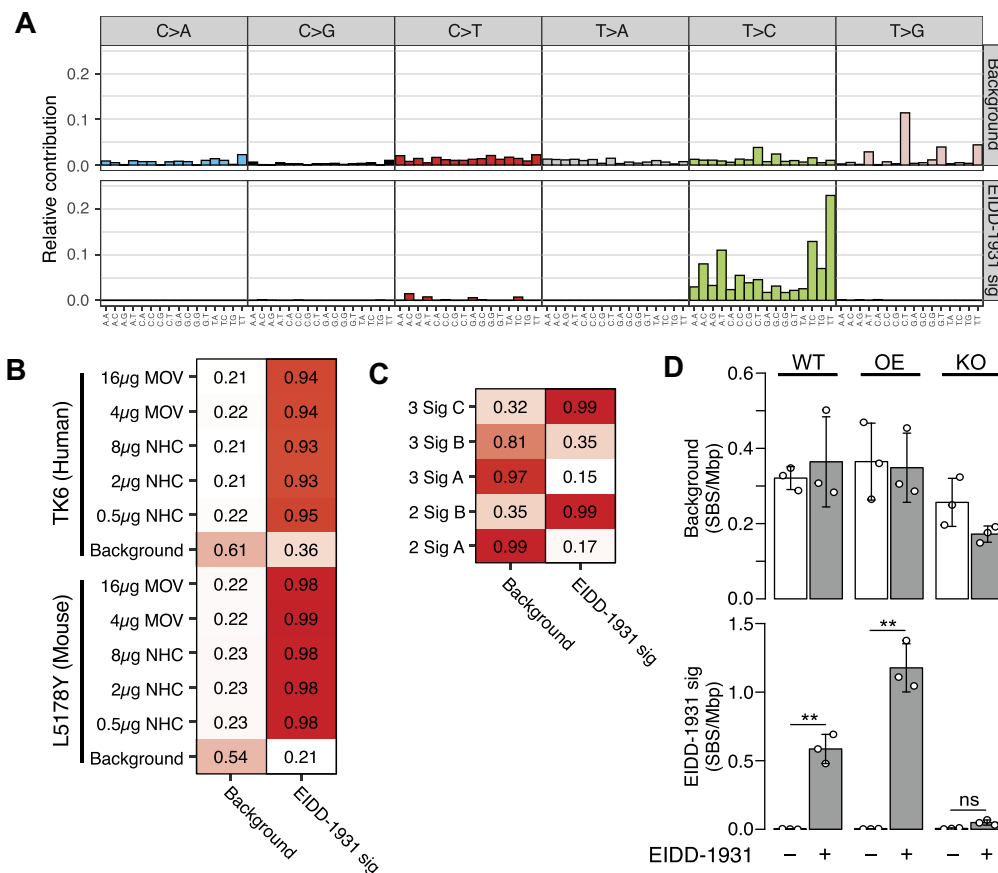 A
C>A C>G C>T T>A T>C T>G
Relative contribution
0.2
0.1
0.0
Background
0.2
0.1
0.0
EIDD-1931 sig
A.A A.C A.G A.T C.A C.C C.G C.T G.A G.C G.G G.T T.A T.C T.G T.T
A.A A.C A.G A.T C.A C.C C.G C.T G.A G.C G.G G.T T.A T.C T.G T.T
A.A A.C A.G A.T C.A C.C C.G C.T G.A G.C G.G G.T T.A T.C T.G T.T
A.A A.C A.G A.T C.A C.C C.G C.T G.A G.C G.G G.T T.A T.C T.G T.T
A.A A.C A.G A.T C.A C.C C.G C.T G.A G.C G.G G.T T.A T.C T.G T.T
A.A A.C A.G A.T C.A C.C C.G C.T G.A G.C G.G G.T T.A T.C T.G T.T
B
TK6 (Human)
16µg MOV 0.21 0.94
4µg MOV 0.22 0.94
8µg NHC 0.21 0.93
2µg NHC 0.21 0.93
0.5µg NHC 0.22 0.95
Background 0.61 0.36
L5178Y (Mouse)
16µg MOV 0.22 0.98
4µg MOV 0.22 0.99
8µg NHC 0.23 0.98
2µg NHC 0.23 0.98
0.5µg NHC 0.23 0.98
Background 0.54 0.21
Background
EIDD-1931 sig
C
3 Sig C 0.32 0.99
3 Sig B 0.81 0.35
3 Sig A 0.97 0.15
2 Sig B 0.35 0.99
2 Sig A 0.99 0.17
Background
EIDD-1931 sig
D
WT OE KO
Background
(SBS/Mbp)
0.6
0.4
0.2
0.0
EIDD-1931 sig
(SBS/Mbp)
1.5
1.0
0.5
0.0
** ** ns
EIDD-1931 − + − + − +